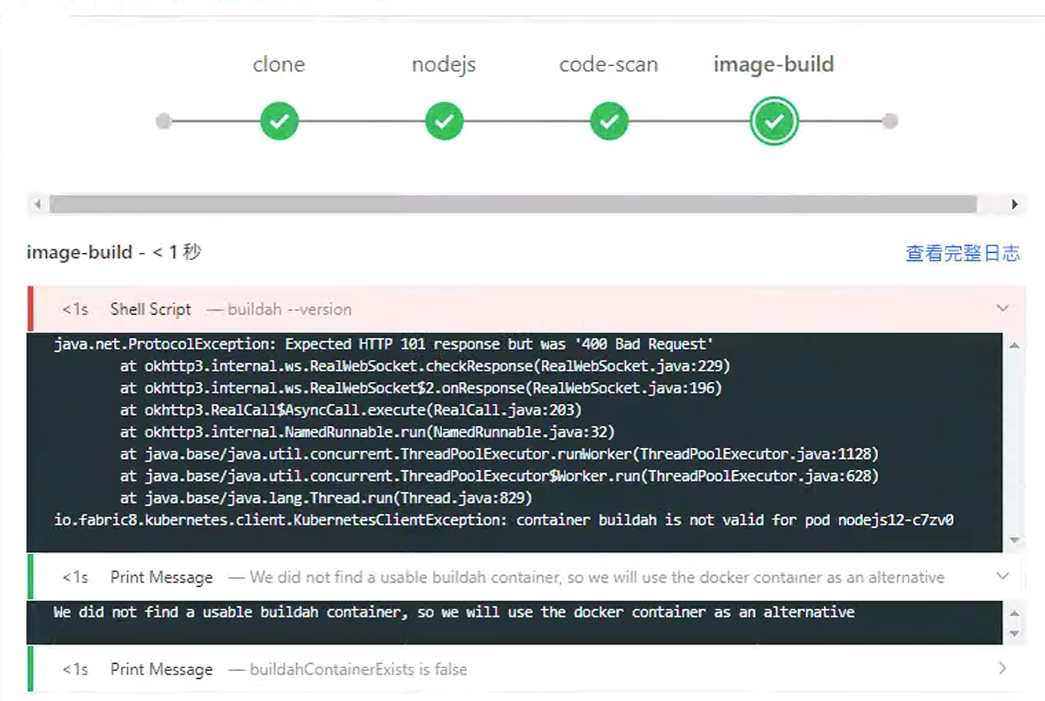 clone nodejs code-scan image-build
image-build - < 1 秒 查看完整日志
<1s Shell Script — buildah --version
java.net.ProtocolException: Expected HTTP 101 response but was '400 Bad Request'
at okhttp3.internal.ws.RealWebSocket.checkResponse(RealWebSocket.java:229)
at okhttp3.internal.ws.RealWebSocket$2.onResponse(RealWebSocket.java:196)
at okhttp3.RealCall$AsyncCall.execute(RealCall.java:203)
at okhttp3.internal.NamedRunnable.run(NamedRunnable.java:32)
at java.base/java.util.concurrent.ThreadPoolExecutor.runWorker(ThreadPoolExecutor.java:1128)
at java.base/java.util.concurrent.ThreadPoolExecutor$Worker.run(ThreadPoolExecutor.java:628)
at java.base/java.lang.Thread.run(Thread.java:829)
io.fabric8.kubernetes.client.KubernetesClientException: container buildah is not valid for pod nodejs12-c7zv0
<1s Print Message — We did not find a usable buildah container, so we will use the docker container as an alternative
We did not find a usable buildah container, so we will use the docker container as an alternative
<1s Print Message — buildahContainerExists is false